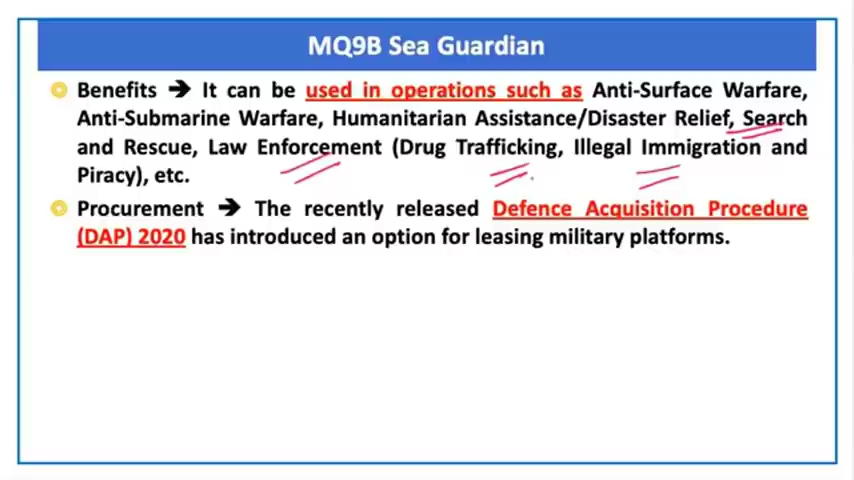 MQ9B Sea Guardian
Benefits ➔ It can be used in operations such as Anti-Surface Warfare,
Anti-Submarine Warfare, Humanitarian Assistance/Disaster Relief, Search
and Rescue, Law Enforcement (Drug Trafficking, Illegal Immigration and
Piracy), etc.
Procurement ➔ The recently released Defence Acquisition Procedure
(DAP) 2020 has introduced an option for leasing military platforms.